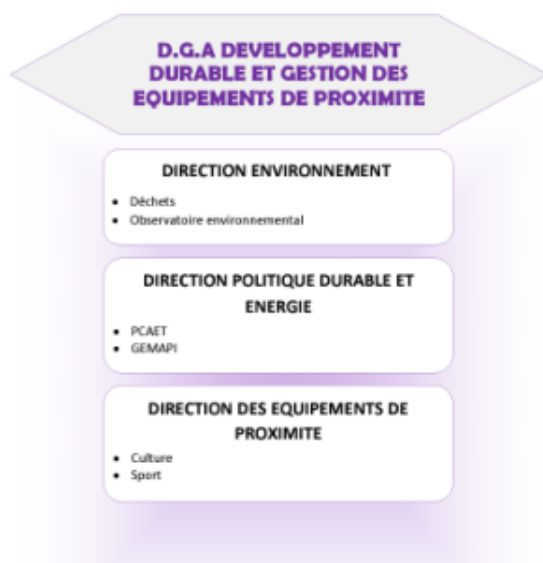 D.G.A DEVELOPPEMENT
DURABLE ET GESTION DES
EQUIPEMENTS DE PROXIMITE
DIRECTION ENVIRONNEMENT
• Déchets
• Observatoire environnemental
DIRECTION POLITIQUE DURABLE ET
ENERGIE
• PCAET
• GEMAPI
DIRECTION DES EQUIPEMENTS DE
PROXIMITE
• Culture
• Sport